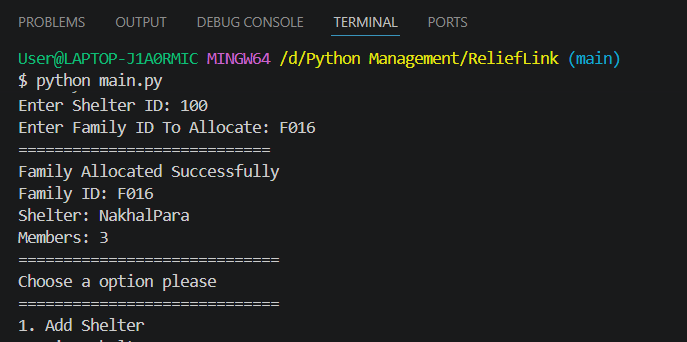 PROBLEMS OUTPUT DEBUG CONSOLE TERMINAL PORTS
User@LAPTOP-J1A0RMIC MINGW64 /d/Python Management/ReliefLink (main)
$ python main.py
Enter Shelter ID: 100
Enter Family ID To Allocate: F016
============================
Family Allocated Successfully
Family ID: F016
Shelter: NakhalPara
Members: 3
=============================
Choose a option please
=============================
1. Add Shelter